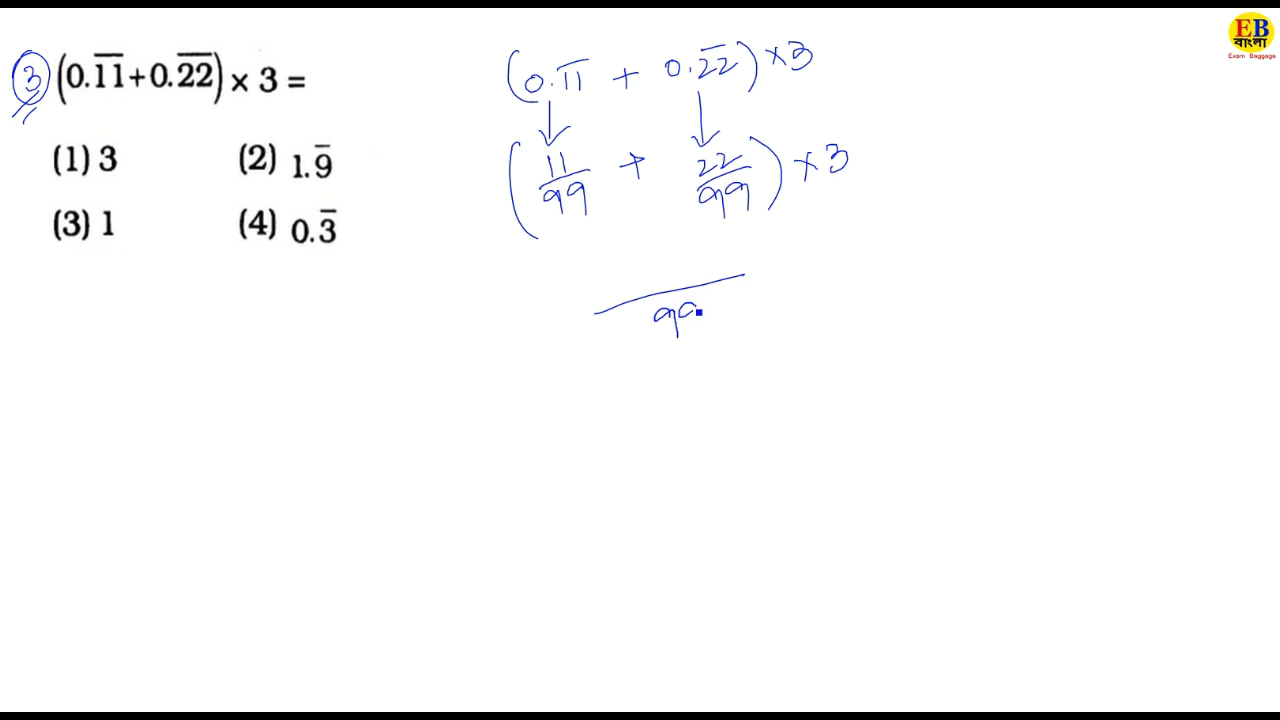 EB
বাংলা
Exam Baggage
③ (0.1̅1̅+0.2̅2̅) × 3 =
(1) 3 (2) 1.9̅
(3) 1 (4) 0.3̅
(0.1̅1̅ + 0.2̅2̅) × 3
(11/99 + 22/99) × 3
99